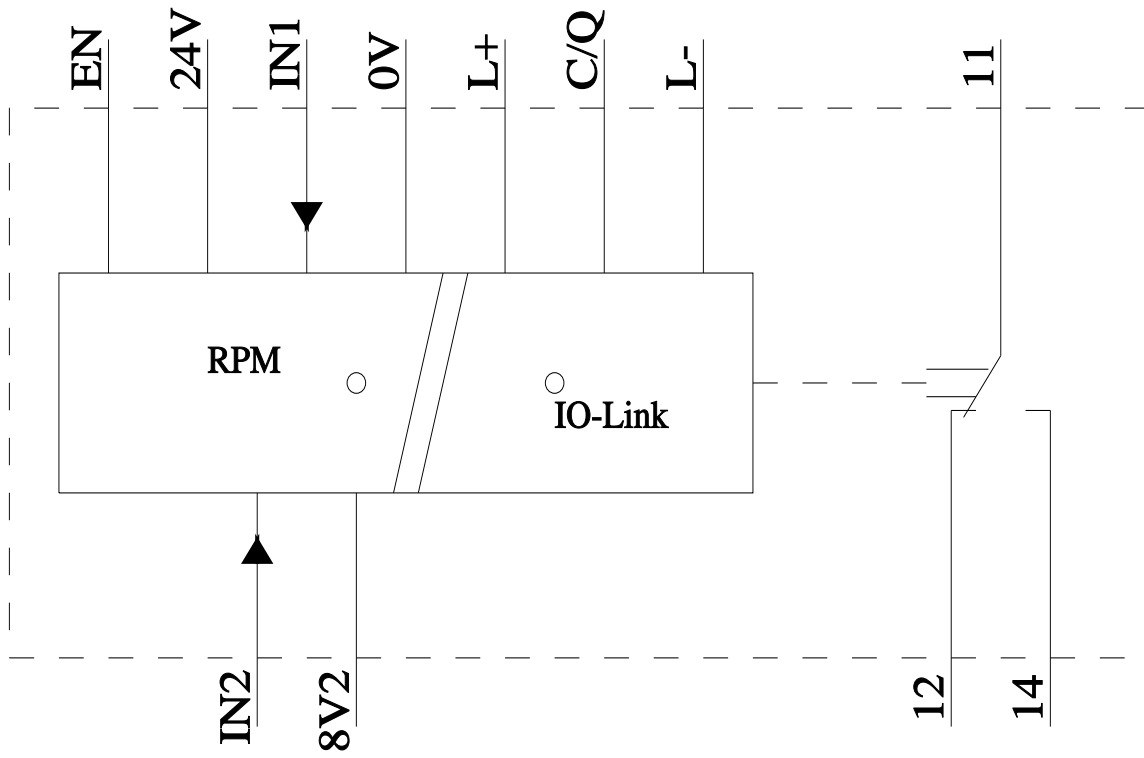 EN
24V
IN1
0V
L+
C/Q
L-
11
RPM
IO-Link
IN2
8V2
12
14